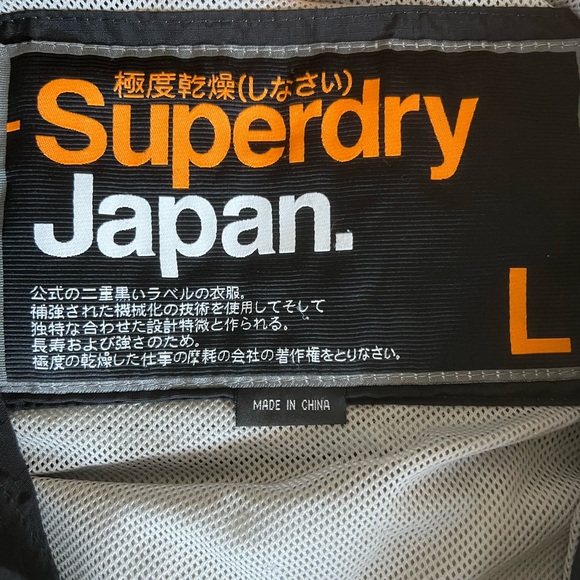 極度乾燥(しなさい)
Superdry
Japan.
公式の二重黒いラベルの衣服。
補強された機械化の技術を使用してそして
独特な合わせた設計特徴と作られる。
長寿および強さのため。
極度の乾燥した仕事の摩耗の会社の著作権をとりなさい。
L
MADE IN CHINA